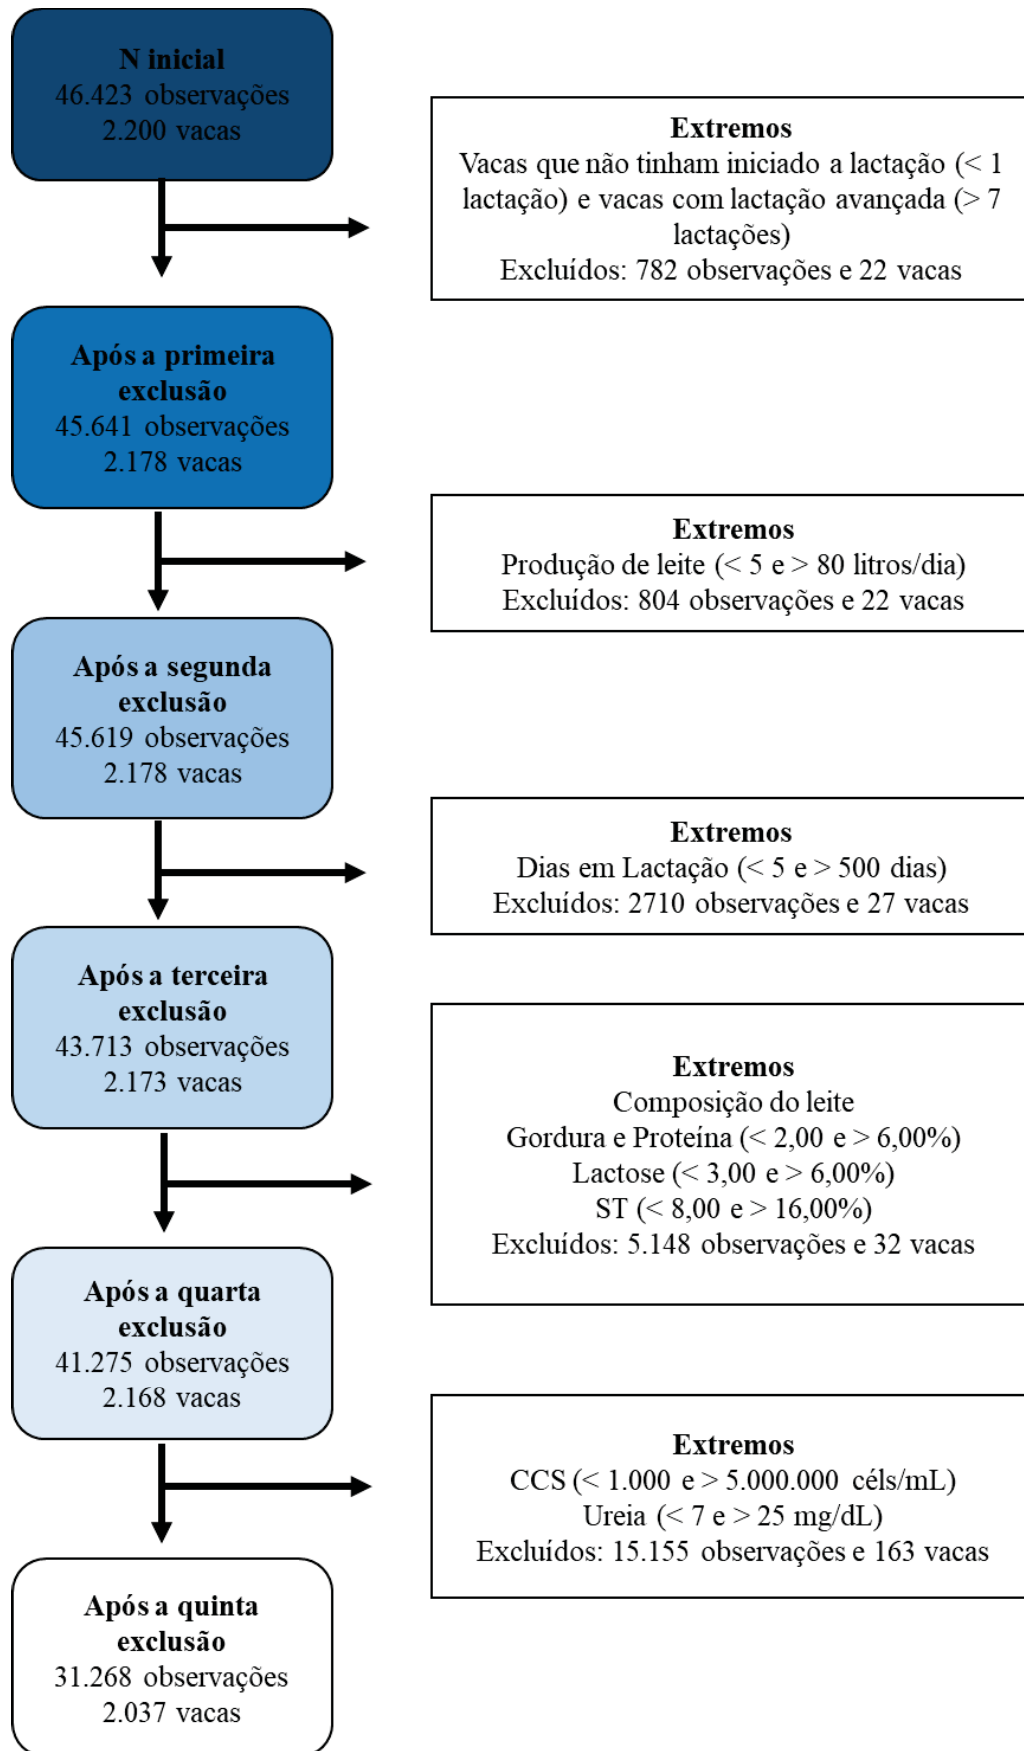 N inicial
46.423 observações
2.200 vacas
Extremos
Vacas que não tinham iniciado a lactação (< 1
lactação) e vacas com lactação avançada (> 7
lactações)
Excluídos: 782 observações e 22 vacas
Após a primeira
exclusão
45.641 observações
2.178 vacas
Extremos
Produção de leite (< 5 e > 80 litros/dia)
Excluídos: 804 observações e 22 vacas
Após a segunda
exclusão
45.619 observações
2.178 vacas
Extremos
Dias em Lactação (< 5 e > 500 dias)
Excluídos: 2710 observações e 27 vacas
Após a terceira
exclusão
43.713 observações
2.173 vacas
Extremos
Composição do leite
Gordura e Proteína (< 2,00 e > 6,00%)
Lactose (< 3,00 e > 6,00%)
ST (< 8,00 e > 16,00%)
Excluídos: 5.148 observações e 32 vacas
Após a quarta
exclusão
41.275 observações
2.168 vacas
Extremos
CCS (< 1.000 e > 5.000.000 céls/mL)
Ureia (< 7 e > 25 mg/dL)
Excluídos: 15.155 observações e 163 vacas
Após a quinta
exclusão
31.268 observações
2.037 vacas